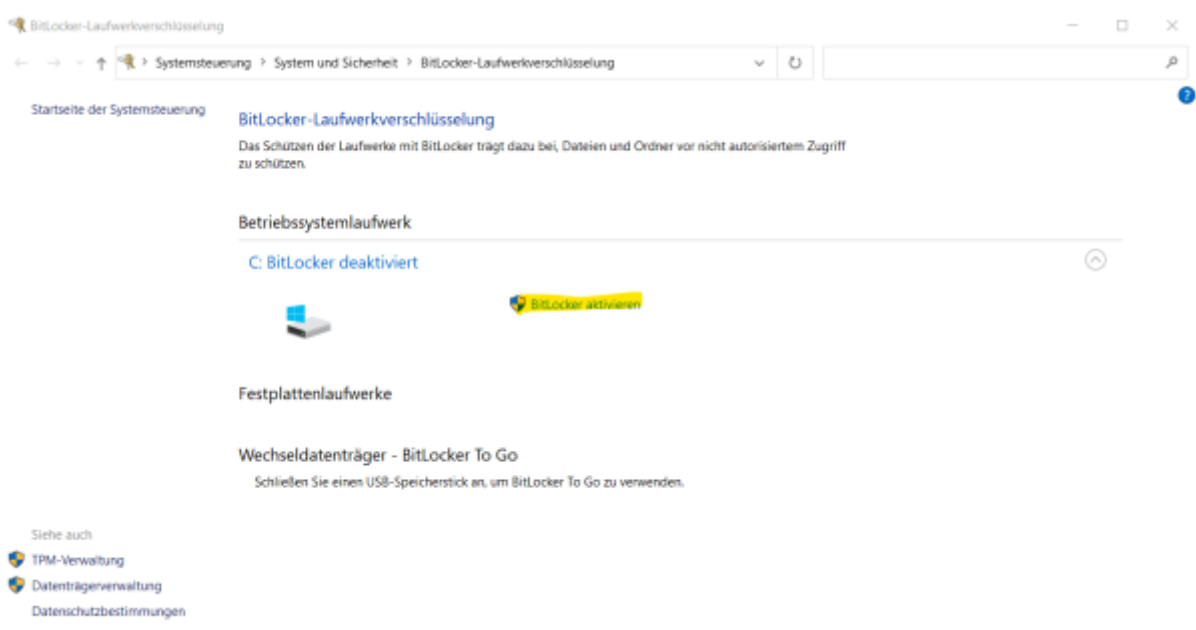 BitLocker-Laufwerkverschlüsselung
Systemsteuerung > System und Sicherheit > BitLocker-Laufwerkverschlüsselung
Startseite der Systemsteuerung
BitLocker-Laufwerkverschlüsselung
Das Schützen der Laufwerke mit BitLocker trägt dazu bei, Dateien und Ordner vor nicht autorisiertem Zugriff
zu schützen.
Betriebssystemlaufwerk
C: BitLocker deaktiviert
BitLocker aktivieren
Festplattenlaufwerke
Wechseldatenträger - BitLocker To Go
Schließen Sie einen USB-Speicherstick an, um BitLocker To Go zu verwenden.
Siehe auch
TPM-Verwaltung
Datenträgerverwaltung
Datenschutzbestimmungen